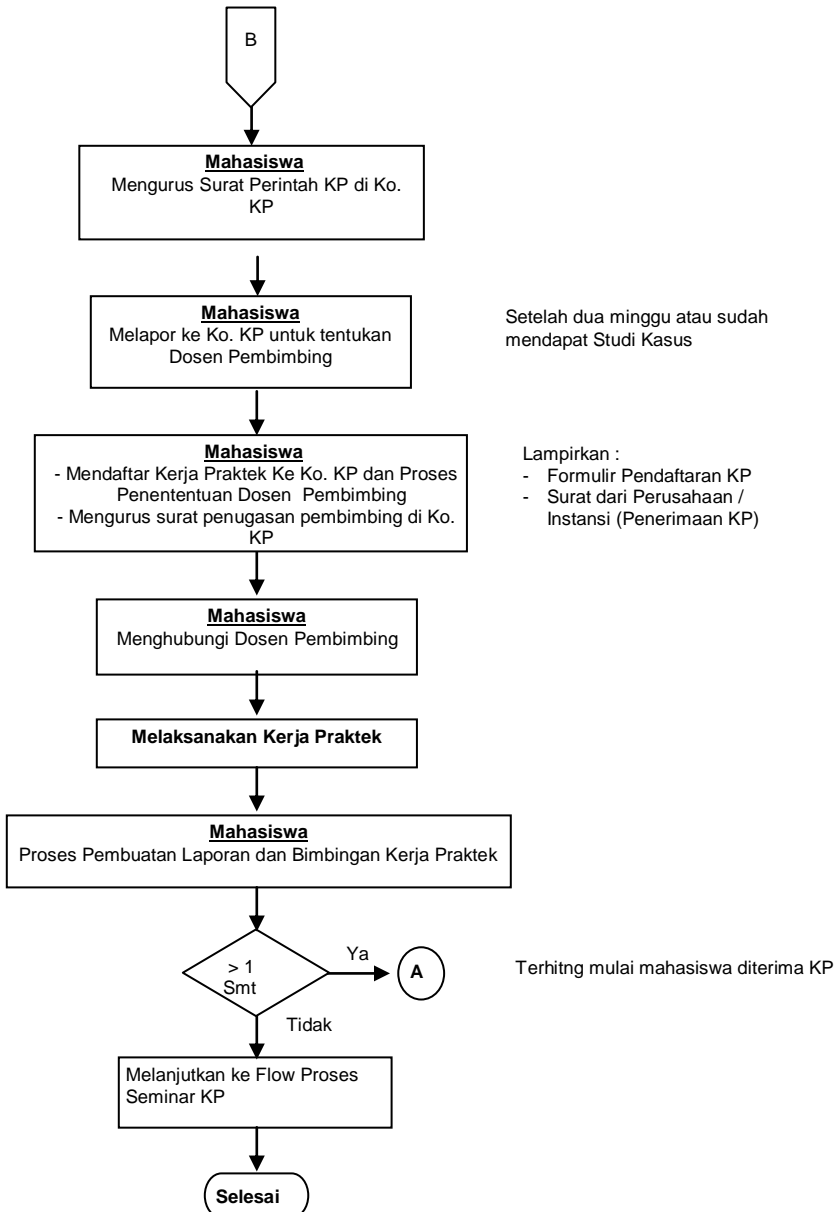 B
Mahasiswa
Mengurus Surat Perintah KP di Ko.
KP
Mahasiswa
Melapor ke Ko. KP untuk tentukan
Dosen Pembimbing
Setelah dua minggu atau sudah
mendapat Studi Kasus
Mahasiswa
- Mendaftar Kerja Praktek Ke Ko. KP dan Proses
Penententuan Dosen Pembimbing
- Mengurus surat penugasan pembimbing di Ko.
KP
Lampirkan :
- Formulir Pendaftaran KP
- Surat dari Perusahaan /
Instansi (Penerimaan KP)
Mahasiswa
Menghubungi Dosen Pembimbing
Melaksanakan Kerja Praktek
Mahasiswa
Proses Pembuatan Laporan dan Bimbingan Kerja Praktek
> 1
Smt
Ya
A
Terhitng mulai mahasiswa diterima KP
Tidak
Melanjutkan ke Flow Proses
Seminar KP
Selesai